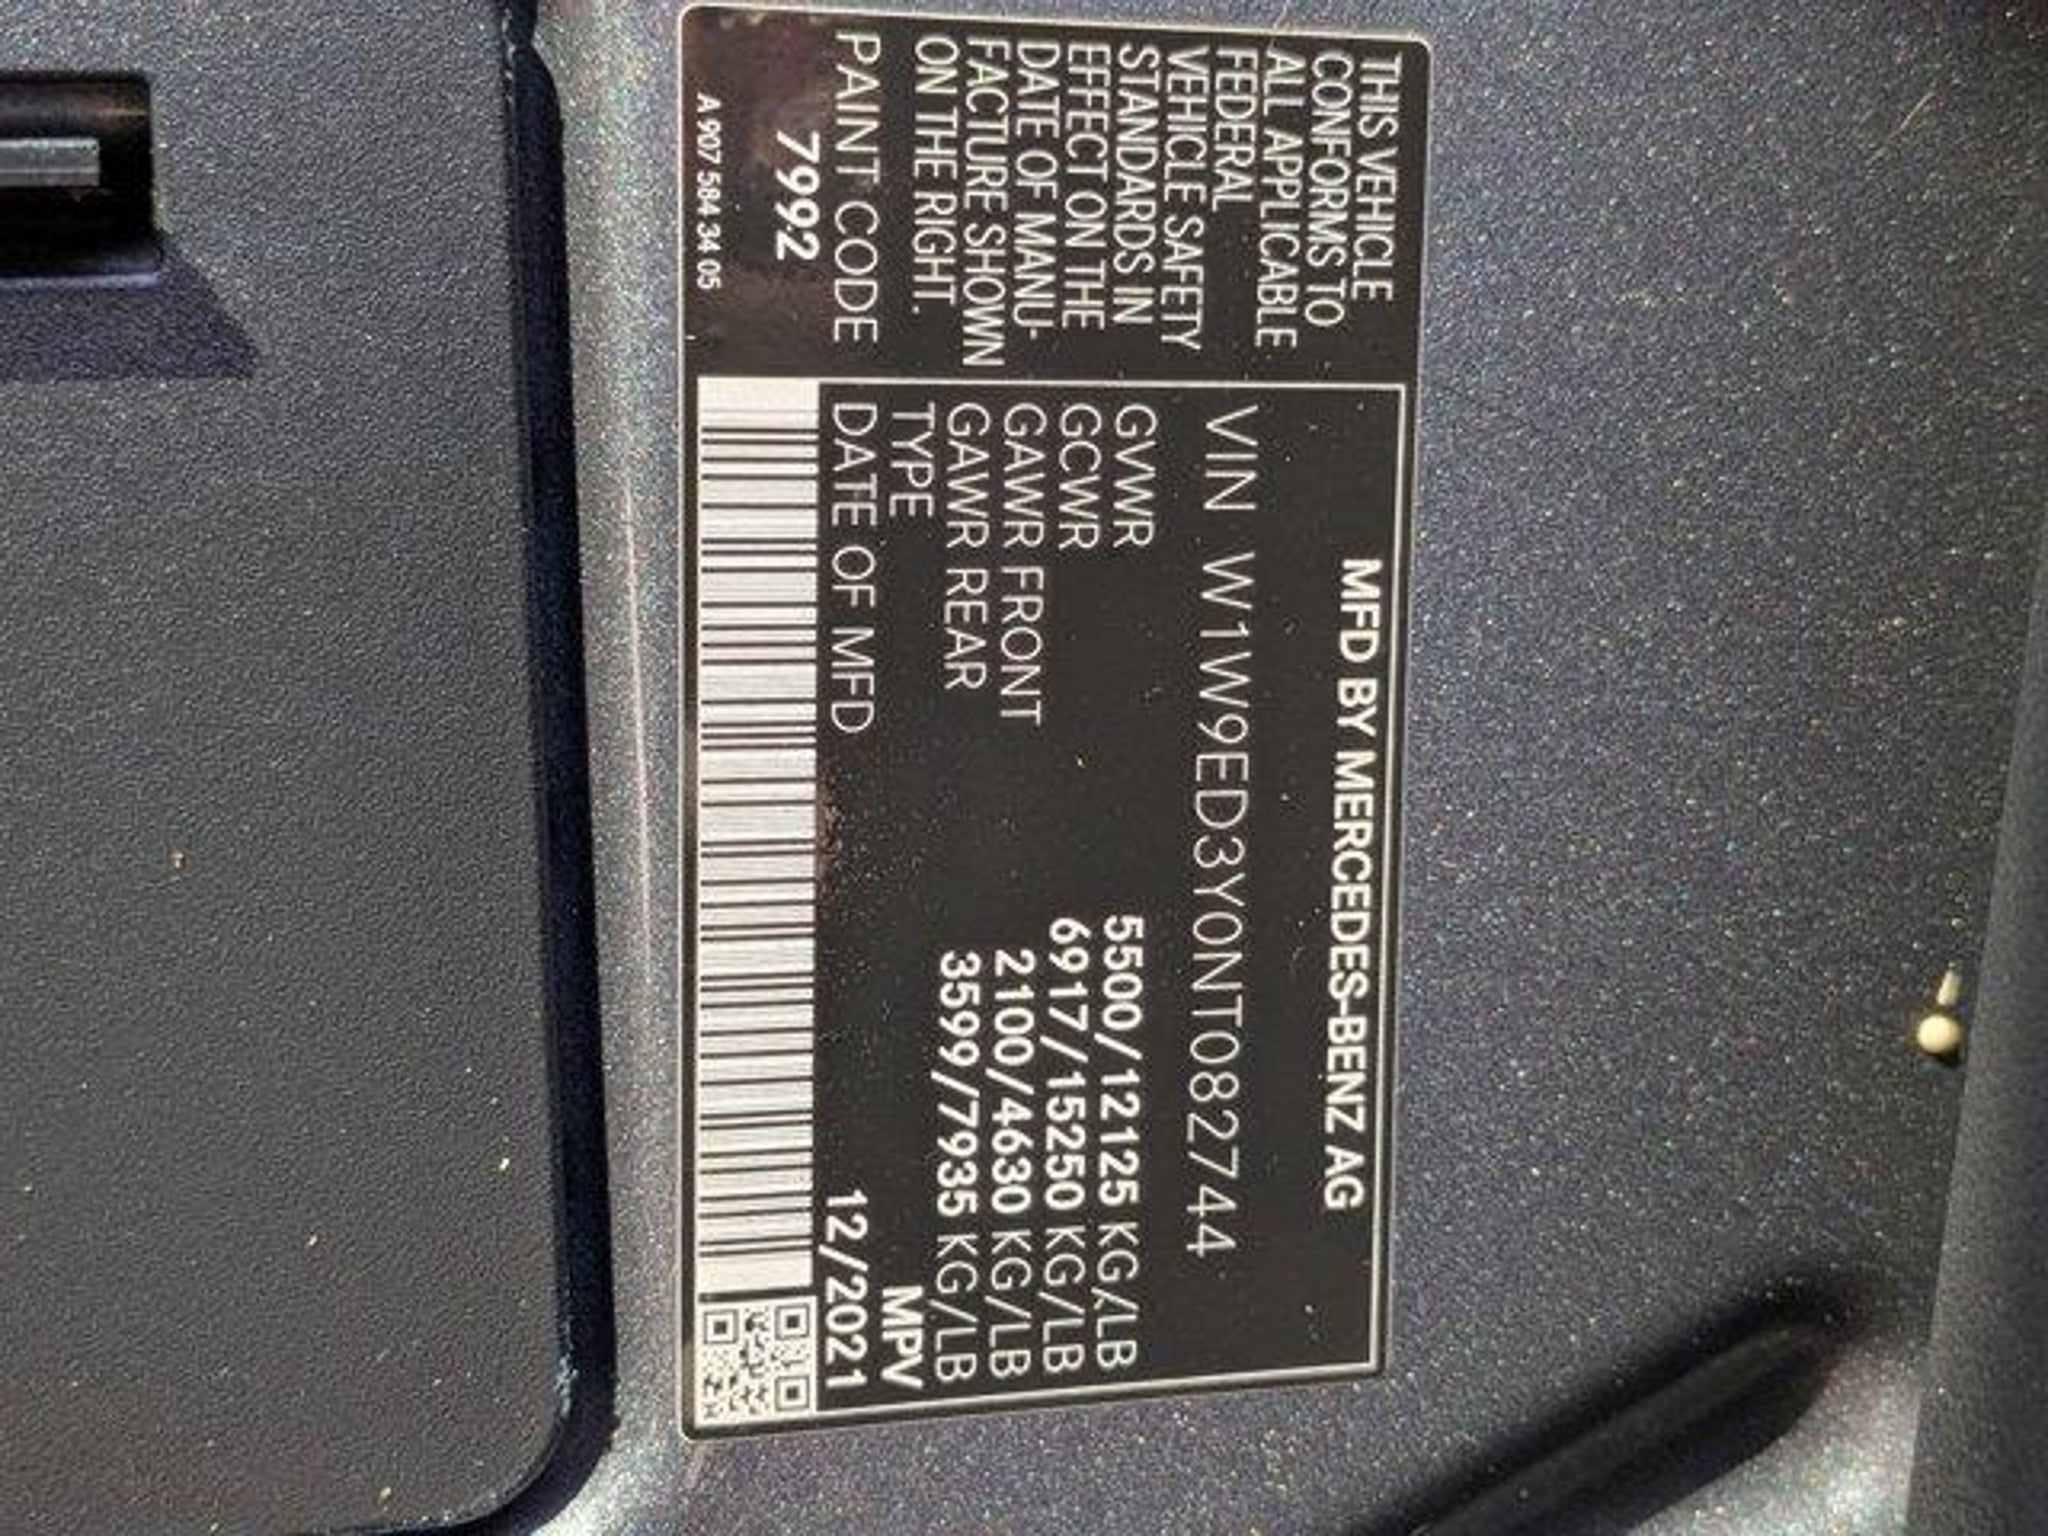 THIS VEHICLE
CONFORMS TO
ALL APPLICABLE
FEDERAL
VEHICLE SAFETY
STANDARDS IN
EFFECT ON THE
DATE OF MANU-
FACTURE SHOWN
ON THE RIGHT.
PAINT CODE
7992
A 907 584 34 05
MFD BY MERCEDES-BENZ AG
VIN W1W9ED3Y0NT082744
GVWR 5500/12125 KG/LB
GCWR 6917/15250 KG/LB
GAWR FRONT 2100/4630 KG/LB
GAWR REAR 3599/7935 KG/LB
TYPE MPV
DATE OF MFD 12/2021